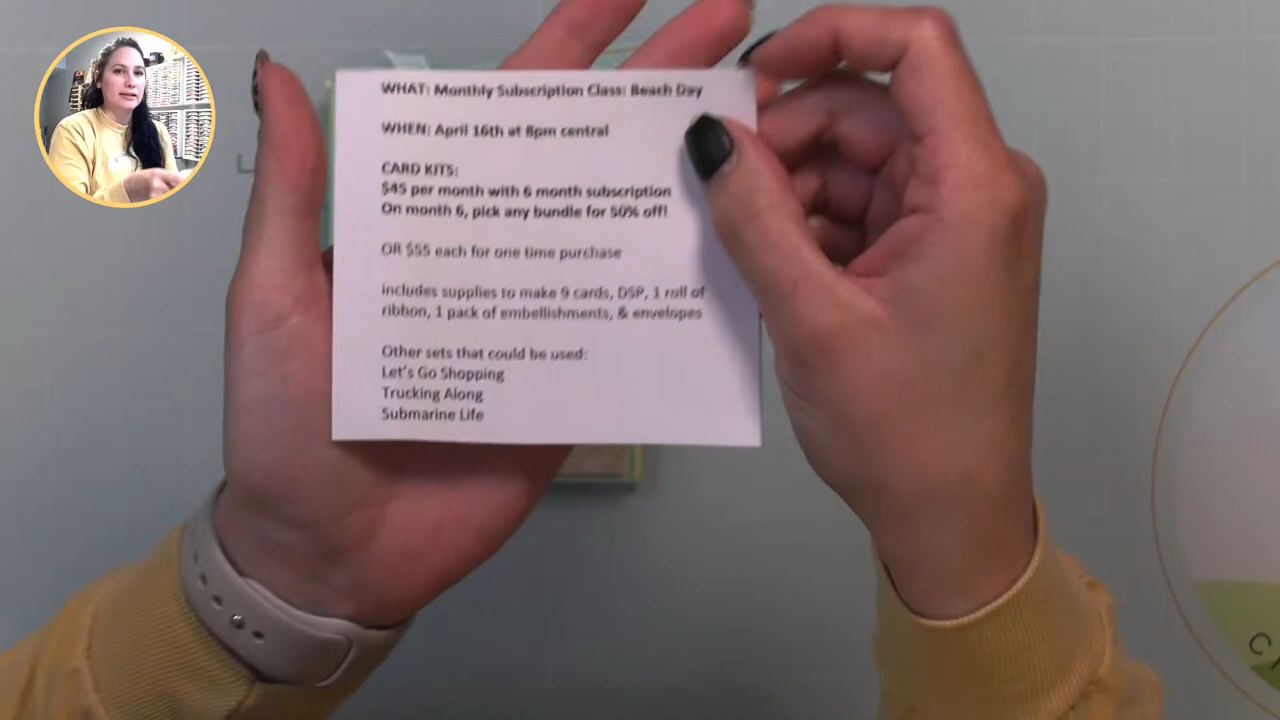 WHAT: Monthly Subscription Class: Beach Day
WHEN: April 16th at 8pm central
CARD KITS:
$45 per month with 6 month subscription
On month 6, pick any bundle for 50% off!
OR $55 each for one time purchase
includes supplies to make 9 cards, DSP, 1 roll of
ribbon, 1 pack of embellishments, & envelopes
Other sets that could be used:
Let's Go Shopping
Trucking Along
Submarine Life